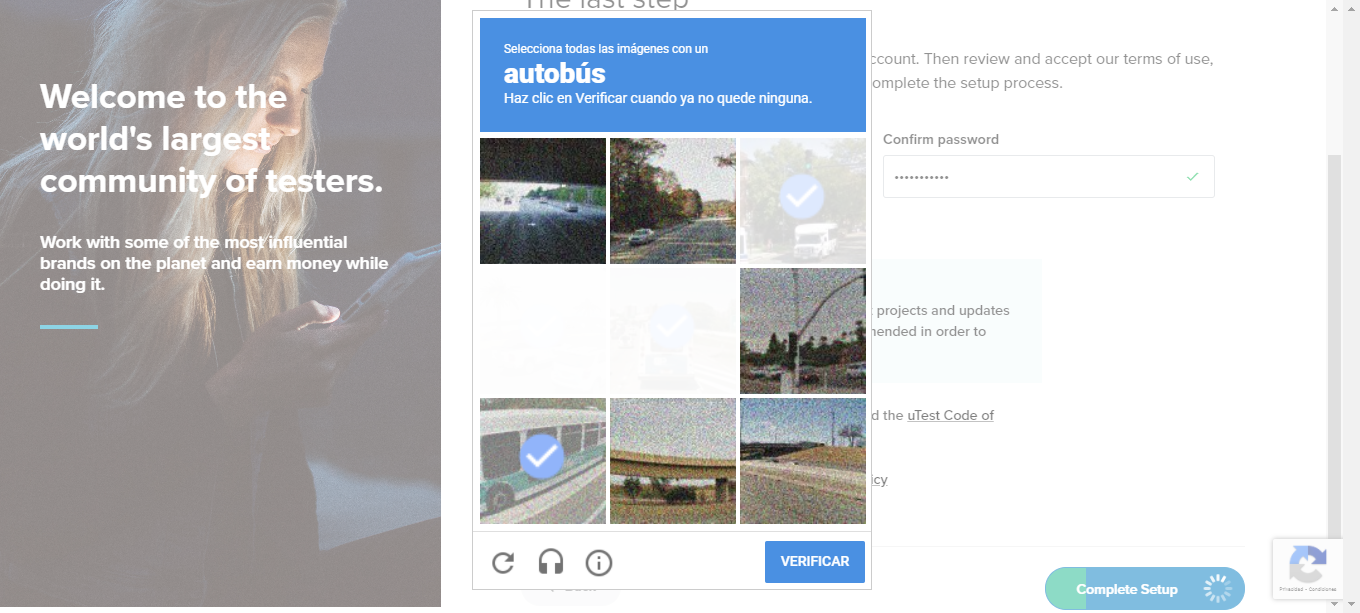 The last step
Welcome to the
world's largest
community of testers.
Work with some of the most influential
brands on the planet and earn money while
doing it.
Selecciona todas las imágenes con un
autobús
Haz clic en Verificar cuando ya no quede ninguna.
VERIFICAR
ccount. Then review and accept our terms of use,
omplete the setup process.
Confirm password
projects and updates
nended in order to
d the uTest Code of
icy
Complete Setup
Privacidad - Condiciones